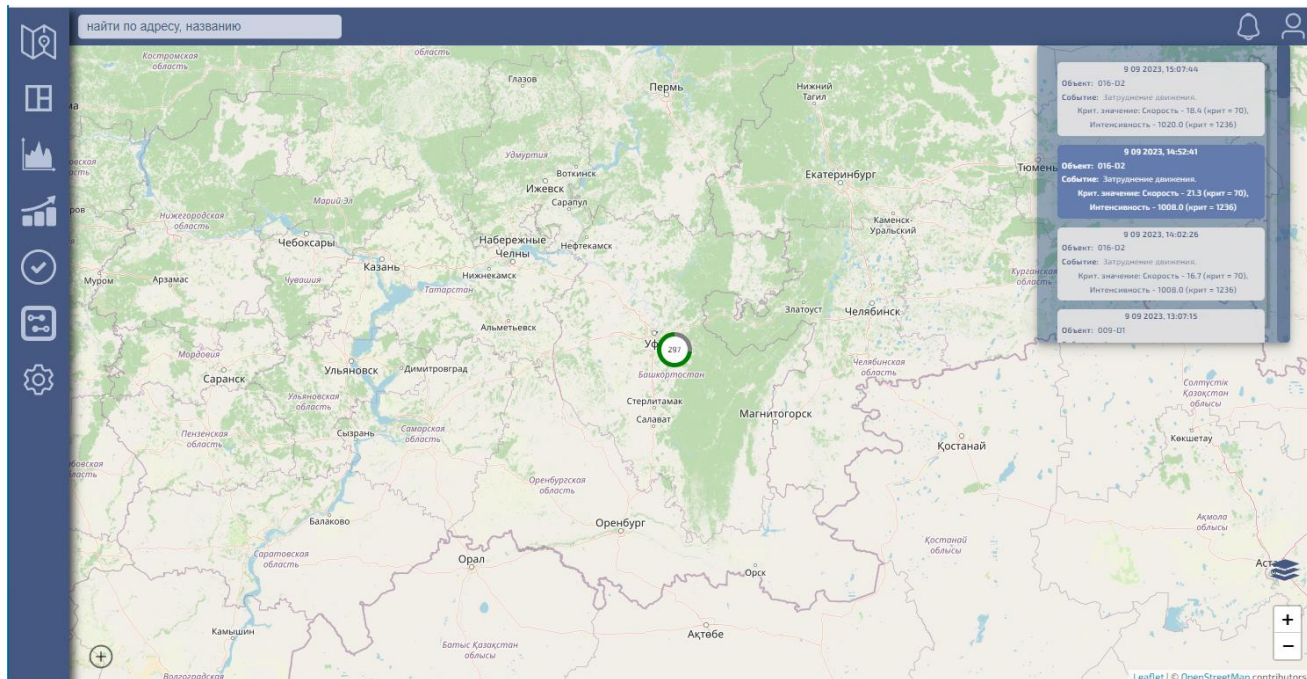 найти по адресу, названию
Костромская
область
область
Глазов
Пермь
Нижний
Тагил
9 09 2023, 15:07:44
Объект: 016-D2
Событие: Затруднение движения.
Крит. значение: Скорость - 18.4 (крит = 70),
Интенсивность - 1020.0 (крит = 1236)
9 09 2023, 14:52:41
Объект: 016-D2
Событие: Затруднение движения.
Крит. значение: Скорость - 21.3 (крит = 70),
Интенсивность - 1008.0 (крит = 1236)
9 09 2023, 14:02:26
Объект: 016-D2
Событие: Затруднение движения.
Крит. значение: Скорость - 16.7 (крит = 70),
Интенсивность - 1008.0 (крит = 1236)
9 09 2023, 13:07:15
Объект: 009-D1
Удмуртия
Воткинск
Ижевск
Сарапул
Екатеринбург
Тюмень
Марий Эл
Нижегородская
область
Каменск-
Уральский
Чебоксары
Набережные
Челны
Нефтекамск
Казань
Муром
Арзамас
Чувашия
Нижнекамск
Татарстан
Курганская
область
Альметьевск
Златоуст
Челябинск
297
Башкортостан
Мордовия
Саранск
Ульяновск
Димитровград
Челябинская
область
Ульяновская
область
Стерлитамак
Салават
Магнитогорск
Солтүстік
Қазақстан
облысы
Пензенская
область
Сызрань
Самарская
область
Қостанай
Көкшетау
Оренбургская
область
Балаково
Оренбург
Ақмола
облысы
Саратовская
область
Орал
Қостанай
облысы
Орск
Камышин
Ақтөбе
Батыс Қазақстан
облысы
Волгоградская
+
−
Leaflet | © OpenStreetMap contributors